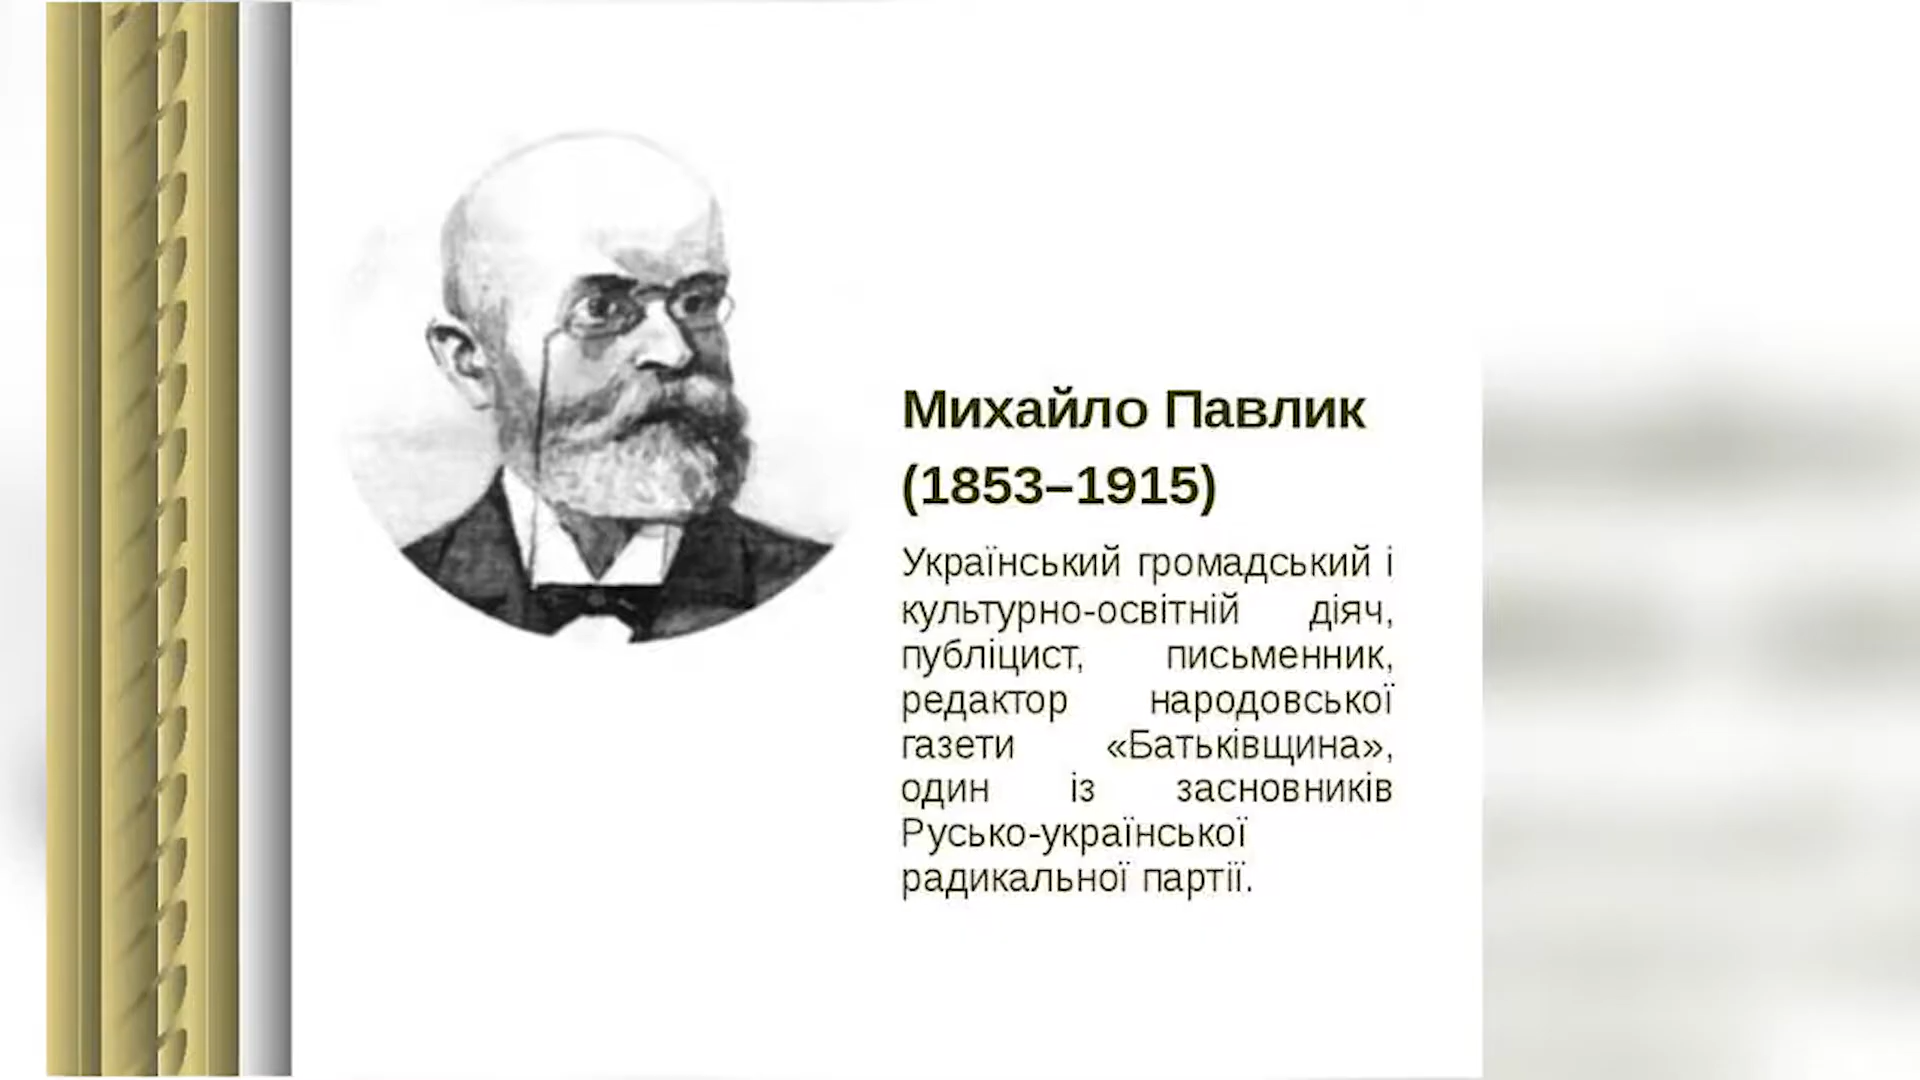 Михайло Павлик
(1853–1915)
Український громадський і
культурно-освітній діяч,
публіцист, письменник,
редактор народовської
газети «Батьківщина»,
один із засновників
Русько-української
радикальної партії.